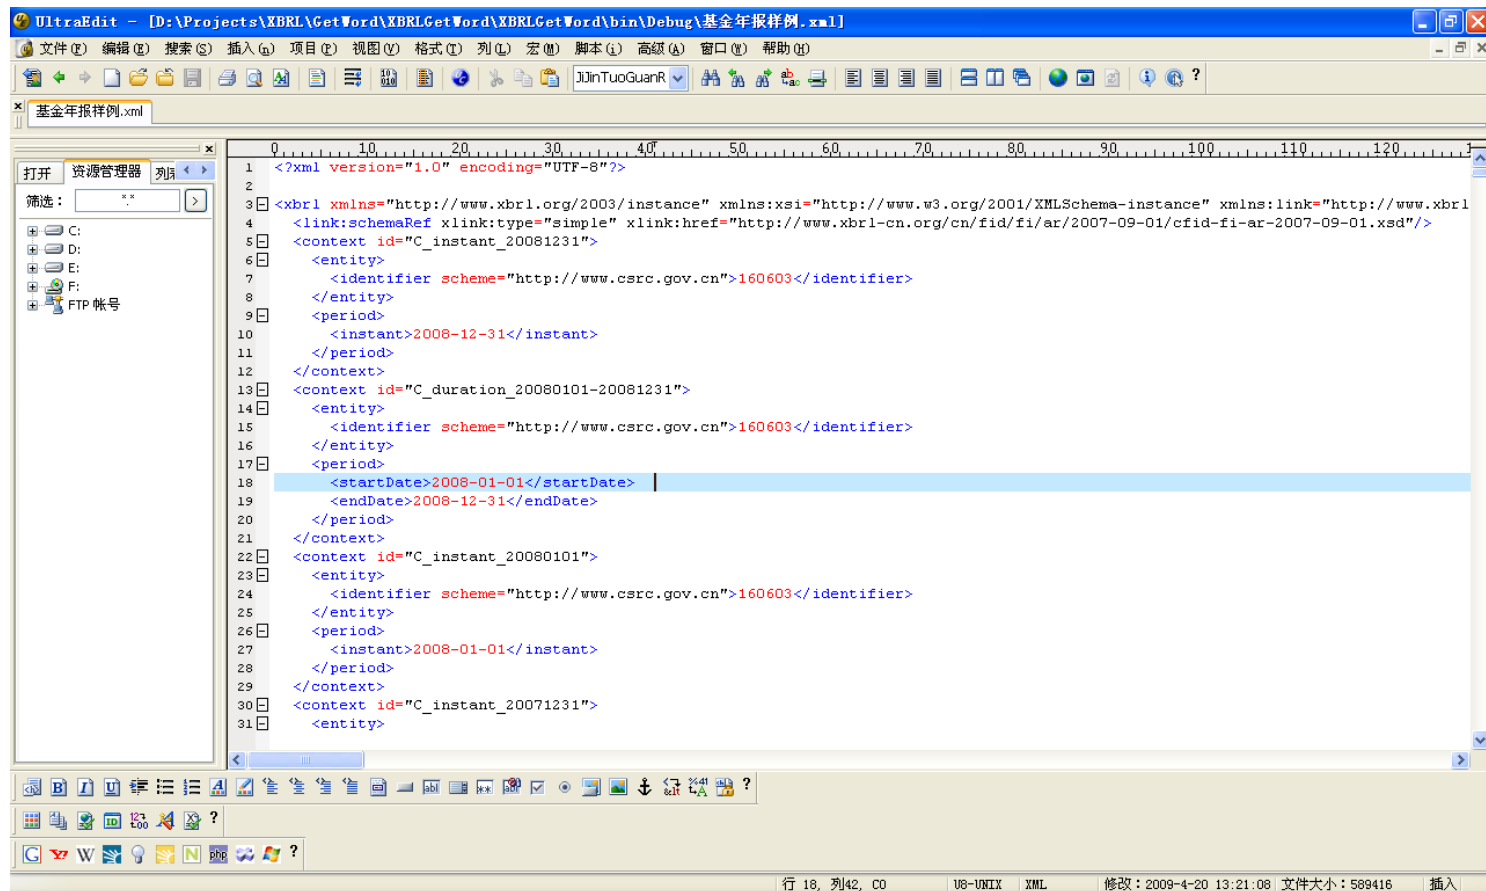 UltraEdit - [D:\Projects\XBRL\GetWord\XBRLGetWord\XBRLGetWord\bin\Debug\基金年报样例.xml]
文件(F) 编辑(E) 搜索(S) 插入(n) 项目(P) 视图(V) 格式(T) 列(L) 宏(M) 脚本(i) 高级(A) 窗口(W) 帮助(H)
JiJinTuoGuanR
基金年报样例.xml
0 10 20 30 40 50 60 70 80 90 100 110 120
打开 资源管理器
筛选： *.*
C:
D:
E:
F:
FTP 帐号
1 <?xml version="1.0" encoding="UTF-8"?>
2
3 <xbrl xmlns="http://www.xbrl.org/2003/instance" xmlns:xsi="http://www.w3.org/2001/XMLSchema-instance" xmlns:link="http://www.xbrl
4 <link:schemaRef xlink:type="simple" xlink:href="http://www.xbrl-cn.org/cn/fid/fi/ar/2007-09-01/cfid-fi-ar-2007-09-01.xsd"/>
5 <context id="C_instant_20081231">
6 <entity>
7 <identifier scheme="http://www.csrc.gov.cn">160603</identifier>
8 </entity>
9 <period>
10 <instant>2008-12-31</instant>
11 </period>
12 </context>
13 <context id="C_duration_20080101-20081231">
14 <entity>
15 <identifier scheme="http://www.csrc.gov.cn">160603</identifier>
16 </entity>
17 <period>
18 <startDate>2008-01-01</startDate>
19 <endDate>2008-12-31</endDate>
20 </period>
21 </context>
22 <context id="C_instant_20080101">
23 <entity>
24 <identifier scheme="http://www.csrc.gov.cn">160603</identifier>
25 </entity>
26 <period>
27 <instant>2008-01-01</instant>
28 </period>
29 </context>
30 <context id="C_instant_20071231">
31 <entity>
行 18, 列42, C0 U8-UNIX XML 修改：2009-4-20 13:21:08 文件大小：589416 插入